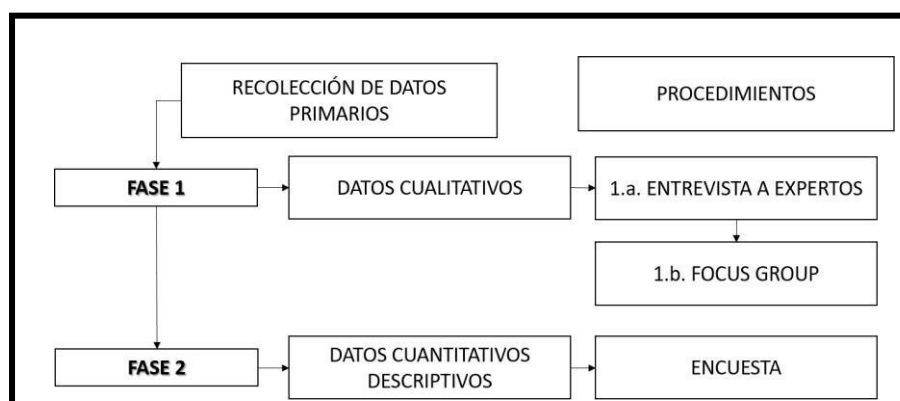 RECOLECCIÓN DE DATOS
PRIMARIOS
PROCEDIMIENTOS
FASE 1
DATOS CUALITATIVOS
1.a. ENTREVISTA A EXPERTOS
1.b. FOCUS GROUP
FASE 2
DATOS CUANTITATIVOS
DESCRIPTIVOS
ENCUESTA